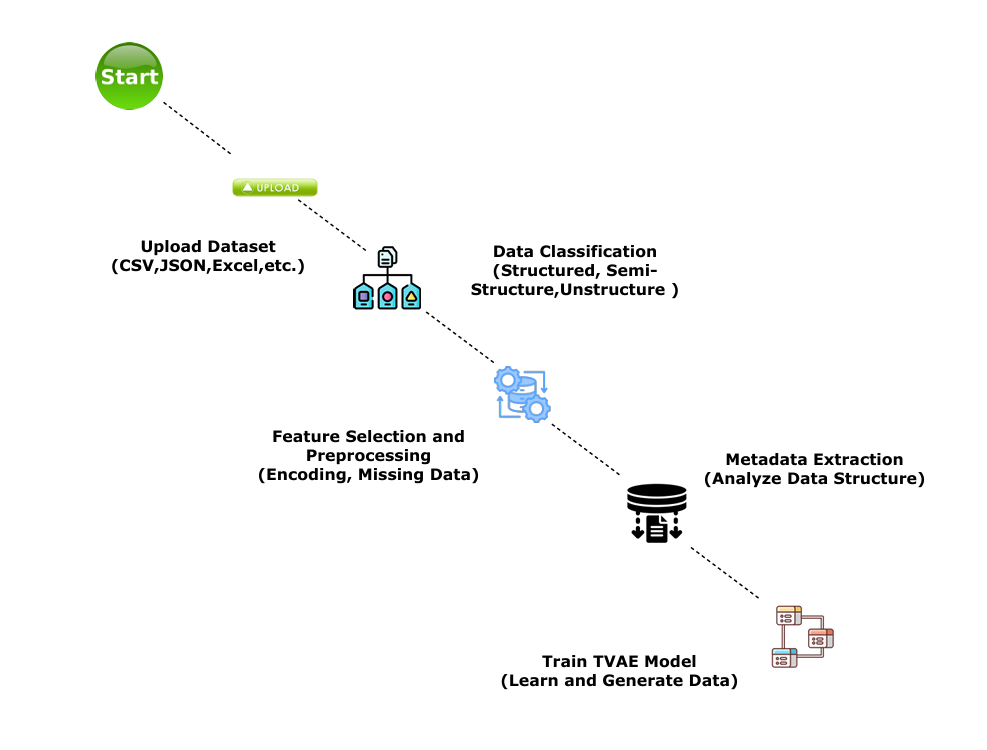 Start
UPLOAD
Upload Dataset
(CSV,JSON,Excel,etc.)
Data Classification
(Structured, Semi-
Structure,Unstructure )
Feature Selection and
Preprocessing
(Encoding, Missing Data)
Metadata Extraction
(Analyze Data Structure)
Train TVAE Model
(Learn and Generate Data)